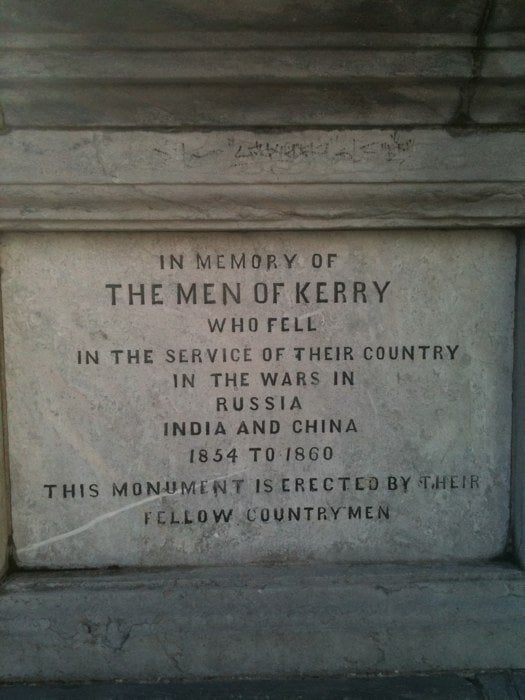 IN MEMORY OF
THE MEN OF KERRY
WHO FELL
IN THE SERVICE OF THEIR COUNTRY
IN THE WARS IN
RUSSIA
INDIA AND CHINA
1854 TO 1860
THIS MONUMENT IS ERECTED BY THEIR
FELLOW COUNTRYMEN